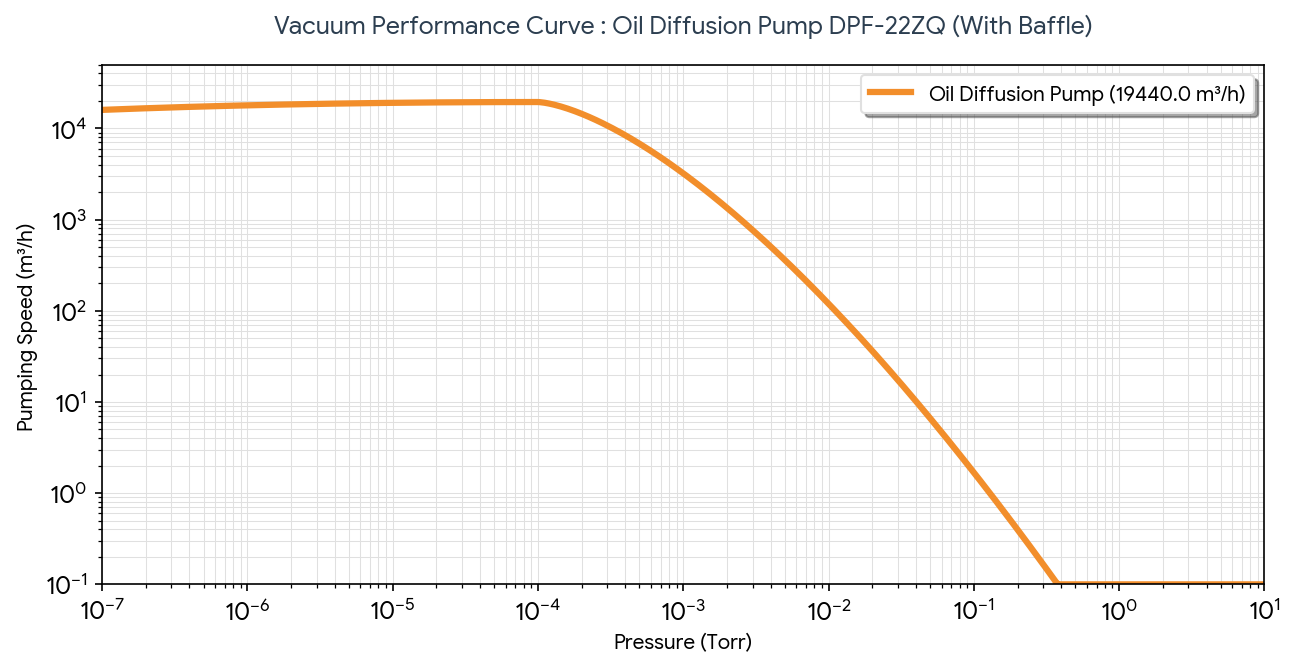 Vacuum Performance Curve : Oil Diffusion Pump DPF-22ZQ (With Baffle)
Oil Diffusion Pump (19440.0 m³/h)
Pumping Speed (m³/h)
10⁴
10³
10²
10¹
10⁰
10⁻¹
10⁻⁷ 10⁻⁶ 10⁻⁵ 10⁻⁴ 10⁻³ 10⁻² 10⁻¹ 10⁰ 10¹
Pressure (Torr)